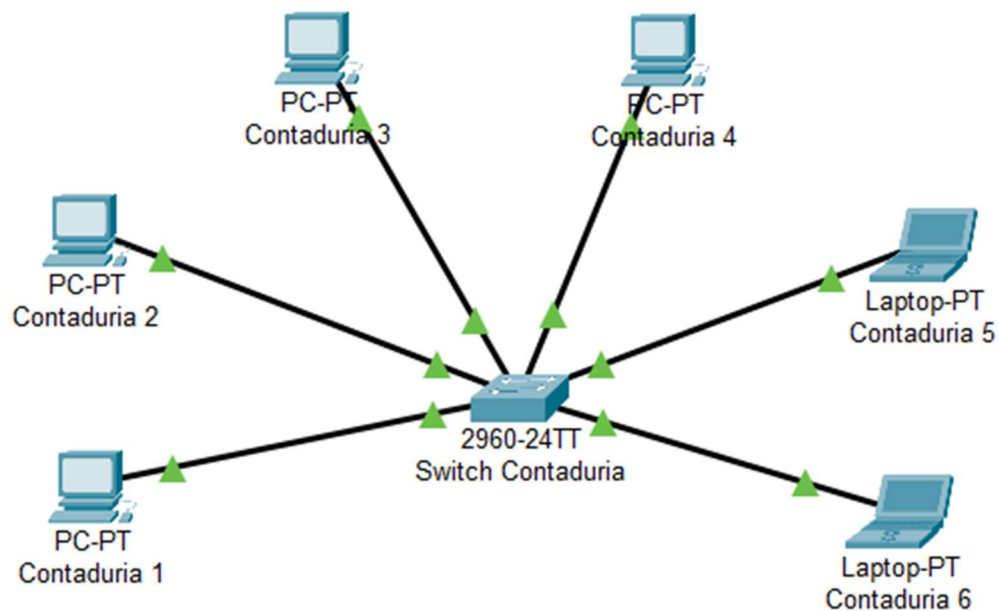 PC-PT
Contaduria 3
PC-PT
Contaduria 4
PC-PT
Contaduria 2
Laptop-PT
Contaduria 5
2960-24TT
Switch Contaduria
PC-PT
Contaduria 1
Laptop-PT
Contaduria 6